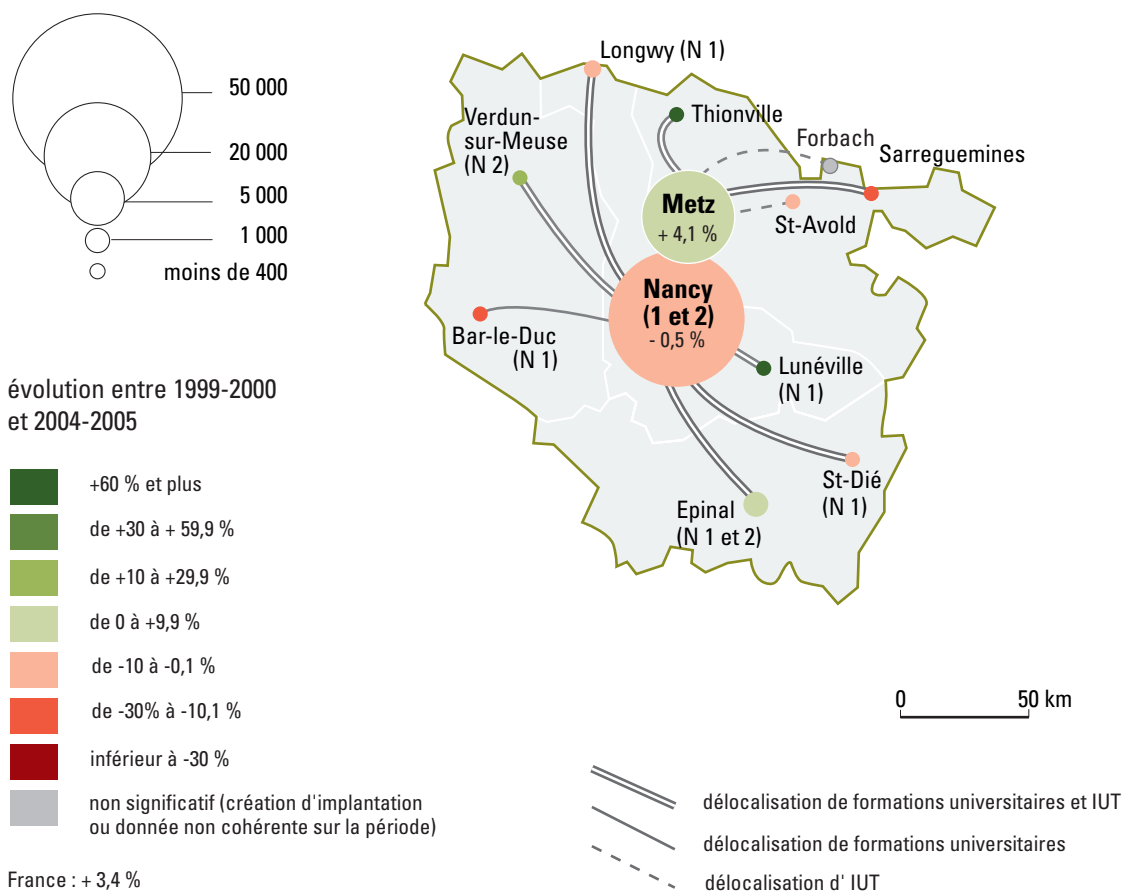 50 000
20 000
5 000
1 000
moins de 400
évolution entre 1999-2000
et 2004-2005
+60 % et plus
de +30 à + 59,9 %
de +10 à +29,9 %
de 0 à +9,9 %
de -10 à -0,1 %
de -30% à -10,1 %
inférieur à -30 %
non significatif (création d'implantation
ou donnée non cohérente sur la période)
France : + 3,4 %
Longwy (N 1)
Verdun-
sur-Meuse
(N 2)
Thionville
Forbach
Sarreguemines
Metz
+ 4,1 %
St-Avold
Nancy
(1 et 2)
- 0,5 %
Bar-le-Duc
(N 1)
Lunéville
(N 1)
St-Dié
(N 1)
Epinal
(N 1 et 2)
0 50 km
délocalisation de formations universitaires et IUT
délocalisation de formations universitaires
délocalisation d' IUT